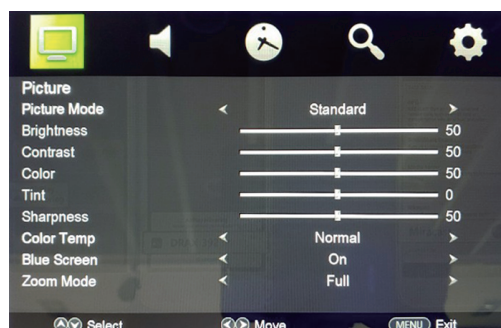 Picture
Picture Mode < Standard >
Brightness 50
Contrast 50
Color 50
Tint 0
Sharpness 50
Color Temp < Normal >
Blue Screen < On >
Zoom Mode < Full >
Select Move MENU Exit